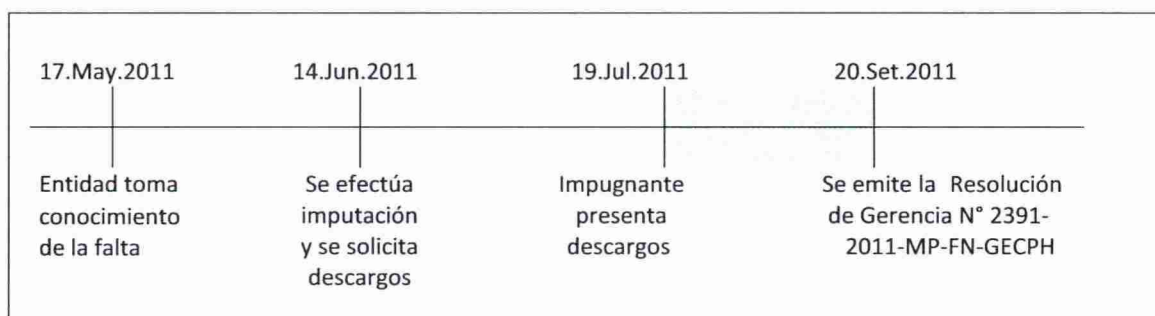 17.May.2011 14.Jun.2011 19.Jul.2011 20.Set.2011
Entidad toma
conocimiento
de la falta
Se efectúa
imputación
y se solicita
descargos
Impugnante
presenta
descargos
Se emite la Resolución
de Gerencia N° 2391-
2011-MP-FN-GECPH